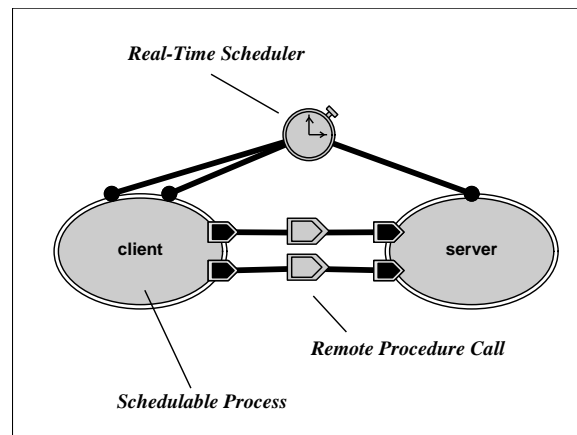 Real-Time Scheduler
client
server
Remote Procedure Call
Schedulable Process